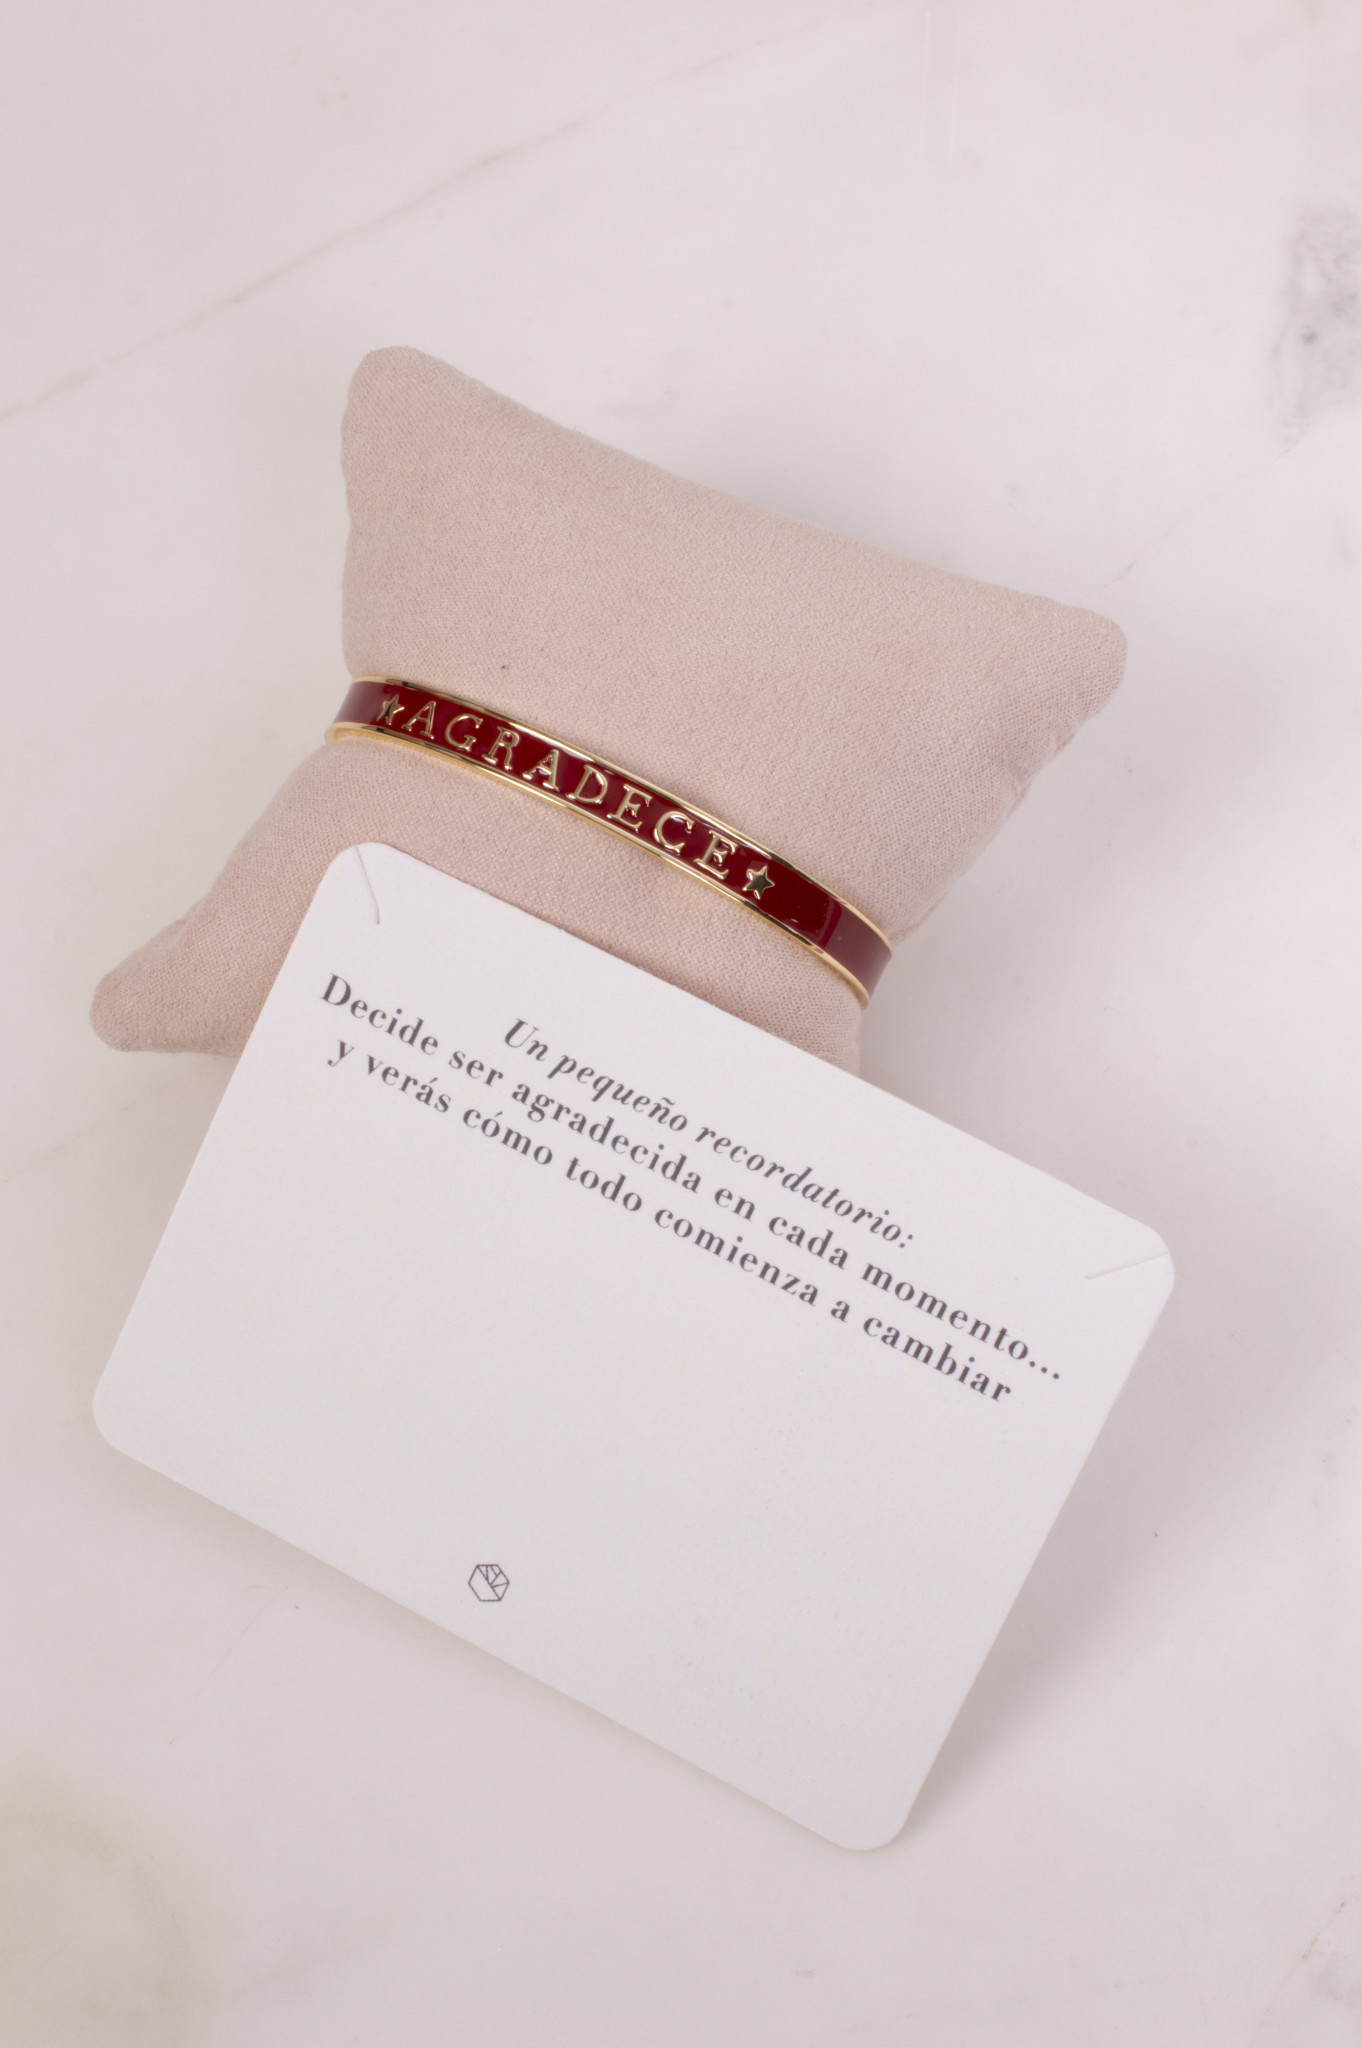 AGRADECE
Un pequeño recordatorio:
Decide ser agradecida en cada momento...
y verás cómo todo comienza a cambiar